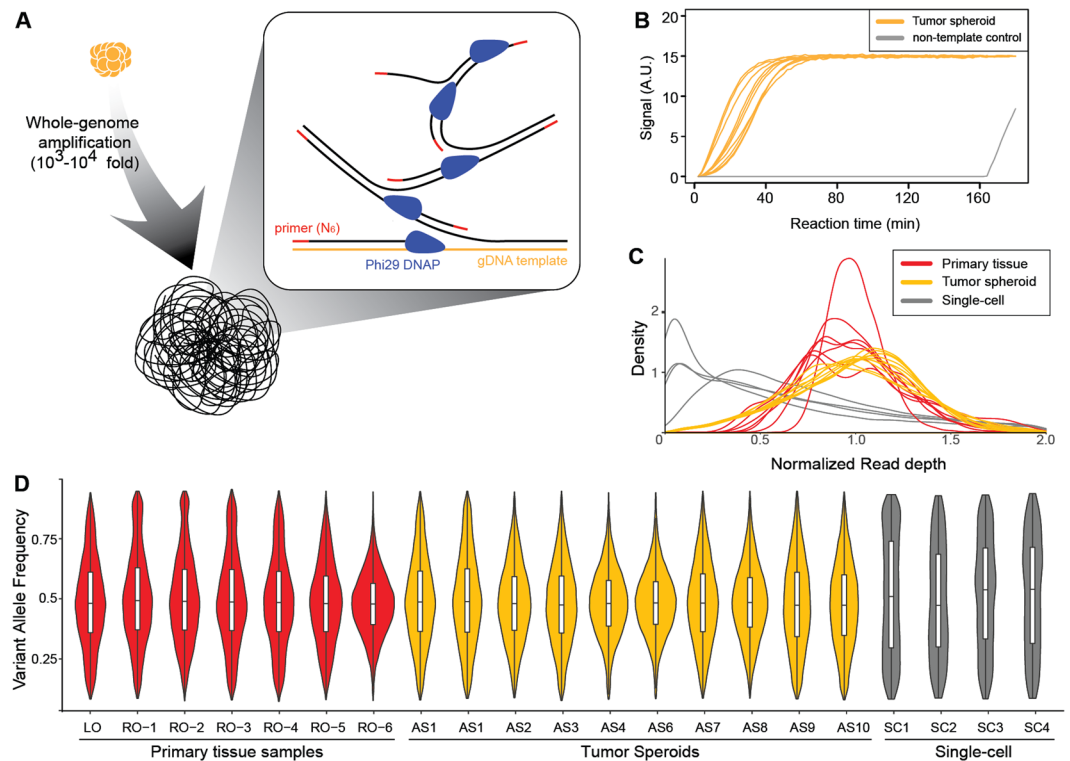 A
Whole-genome
amplification
(10³-10⁴ fold)
primer (N₆)
Phi29 DNAP
gDNA template
B
Tumor spheroid
non-template control
Signal (A.U.)
20
15
10
5
0
0
40
80
120
160
Reaction time (min)
C
Primary tissue
Tumor spheroid
Single-cell
Density
2
1
0
0.5
1.0
1.5
2.0
Normalized Read depth
D
Variant Allele Frequency
0.75
0.5
0.25
LO RO-1 RO-2 RO-3 RO-4 RO-5 RO-6 AS1 AS1 AS2 AS3 AS4 AS6 AS7 AS8 AS9 AS10 SC1 SC2 SC3 SC4
Primary tissue samples
Tumor Speroids
Single-cell